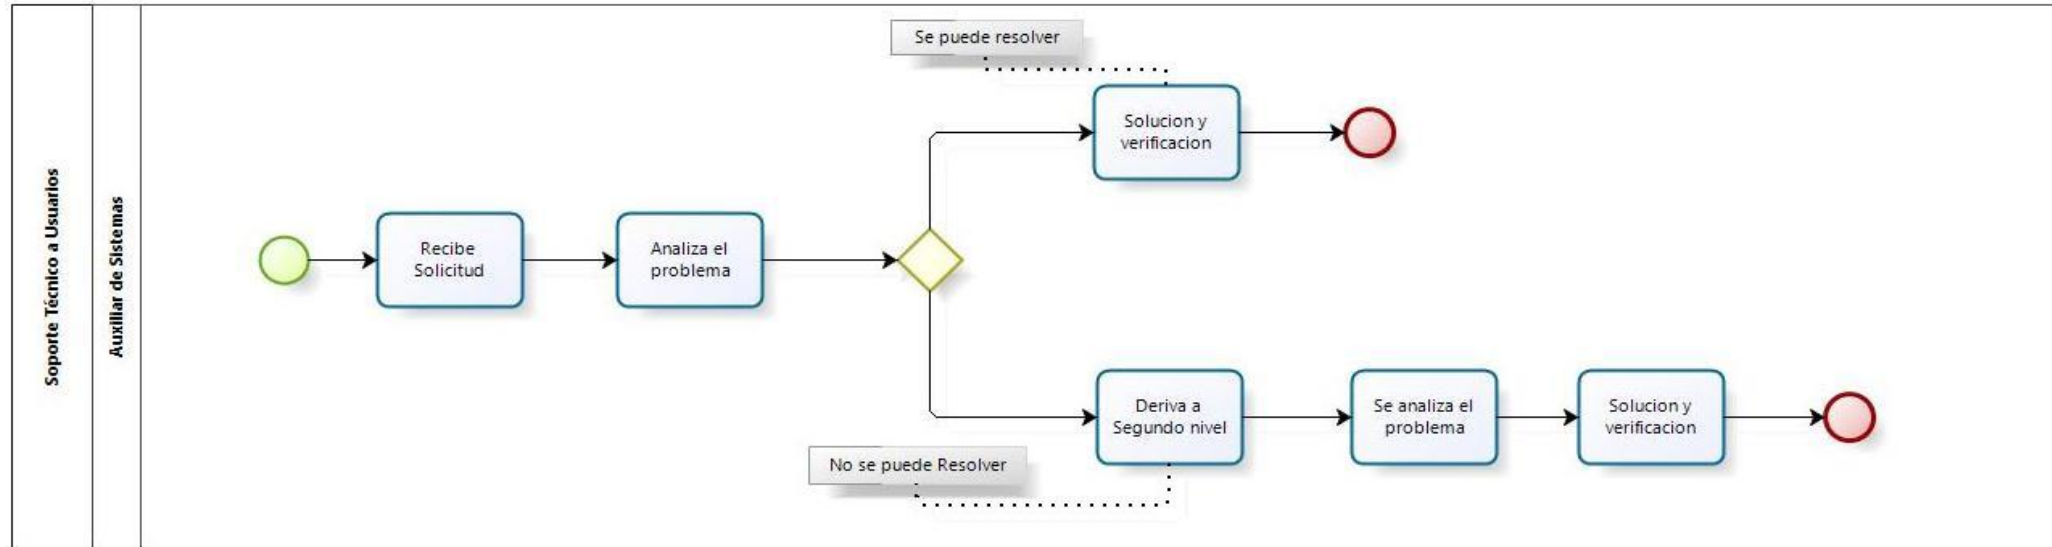 Soporte Técnico a Usuarios
Auxiliar de Sistemas
Recibe
Solicitud
Analiza el
problema
Se puede resolver
Solucion y
verificacion
No se puede Resolver
Deriva a
Segundo nivel
Se analiza el
problema
Solucion y
verificacion